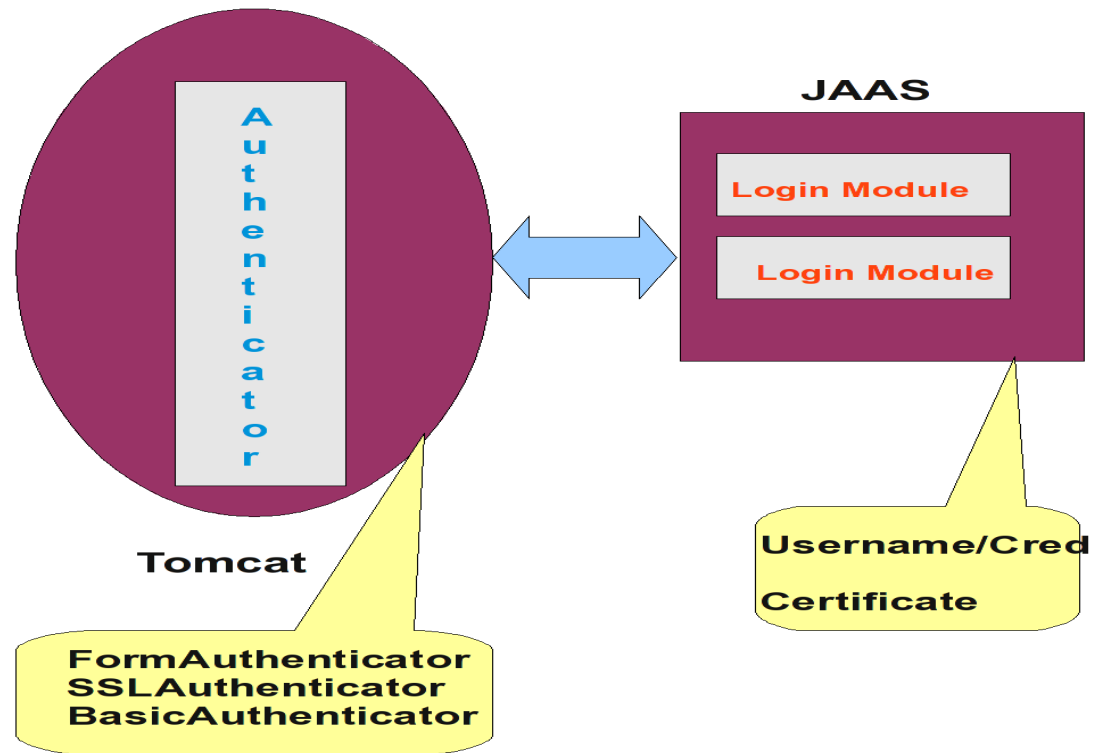 Authenticator
Tomcat
FormAuthenticator
SSLAuthenticator
BasicAuthenticator
JAAS
Login Module
Login Module
Username/Cred
Certificate